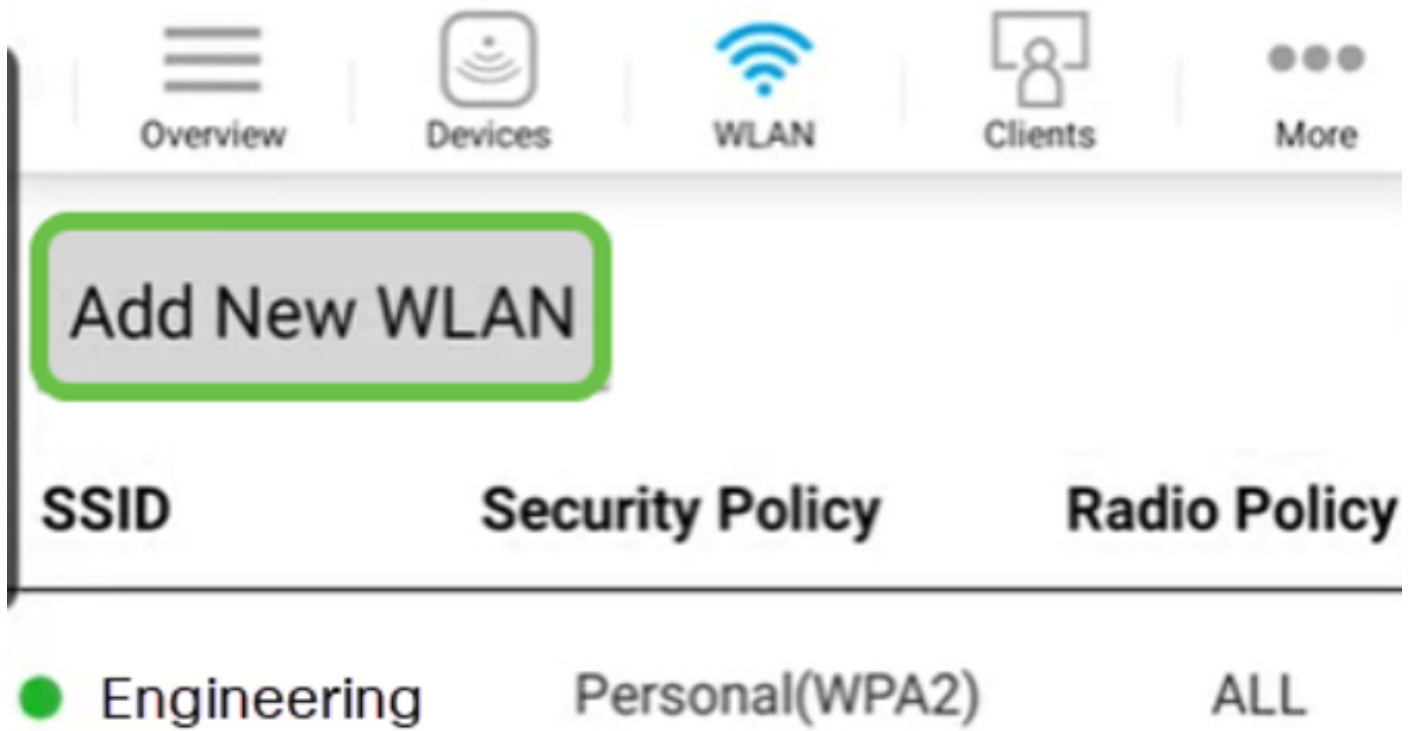 Overview Devices WLAN Clients More
Add New WLAN
SSID Security Policy Radio Policy
Engineering Personal(WPA2) ALL